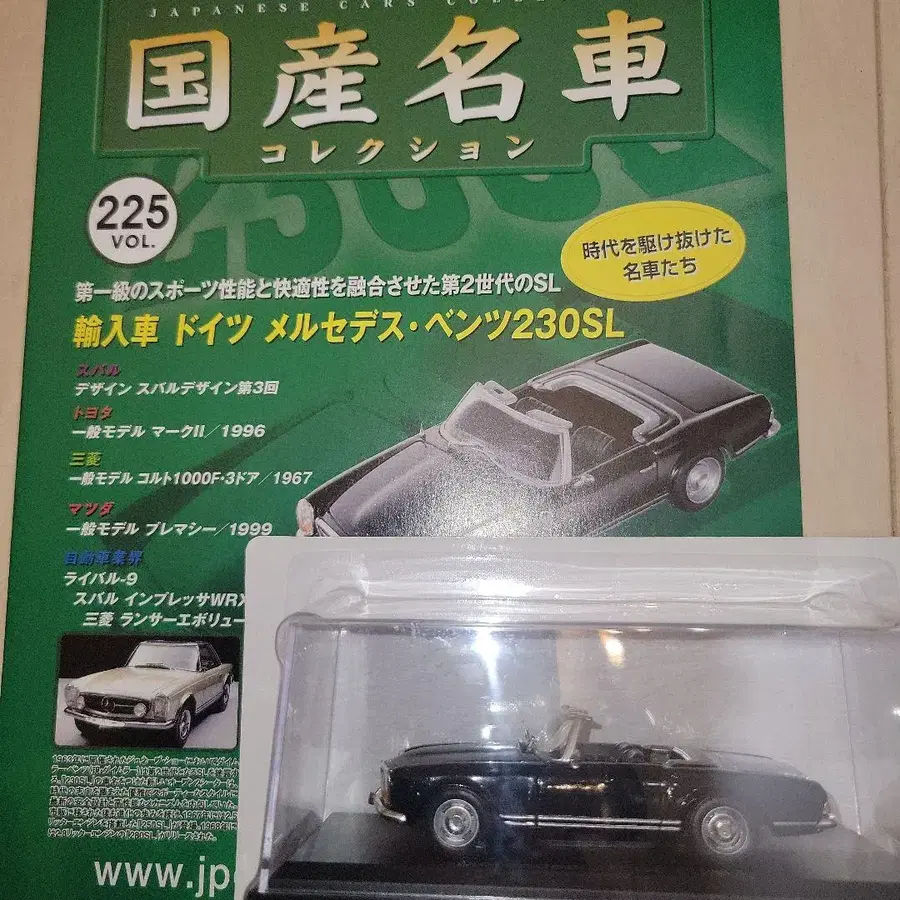 JAPANESE CARS COLLE
国産名車
コレクション
225
VOL.
時代を駆け抜けた
名車たち
第一級のスポーツ性能と快適性を融合させた第2世代のSL
輸入車 ドイツ メルセデス・ベンツ230SL
スバル
デザイン スバルデザイン第3回
トヨタ
一般モデル マークII/1996
三菱
一般モデル コルト1000F・3ドア/1967
マツダ
一般モデル プレマシー/1999
自動車業界
ライバル-9
スバル インプレッサWRX
三菱 ランサーエボリュー
www.jp